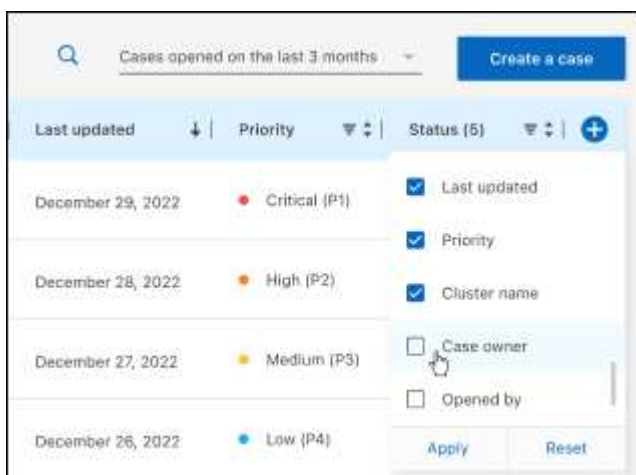 Cases opened on the last 3 months
Create a case
Last updated
Priority
Status (5)
December 29, 2022
Critical (P1)
Last updated
Priority
December 28, 2022
High (P2)
Cluster name
December 27, 2022
Medium (P3)
Case owner
Opened by
December 26, 2022
Low (P4)
Apply
Reset